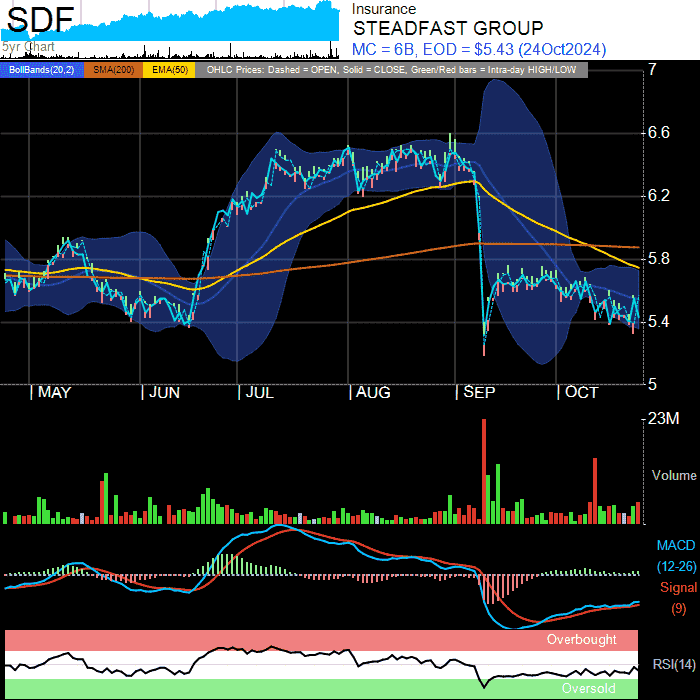 SDF
5yr Chart
Insurance
STEADFAST GROUP
MC = 6B, EOD = $5.43 (24Oct2024)
BollBands(20,2) SMA(200) EMA(50) OHLC Prices: Dashed = OPEN, Solid = CLOSE, Green/Red bars = Intra-day HIGH/LOW
7
6.6
6.2
5.8
5.4
5
MAY JUN JUL AUG SEP OCT
23M
Volume
MACD
(12-26)
Signal
(9)
Overbought
RSI(14)
Oversold